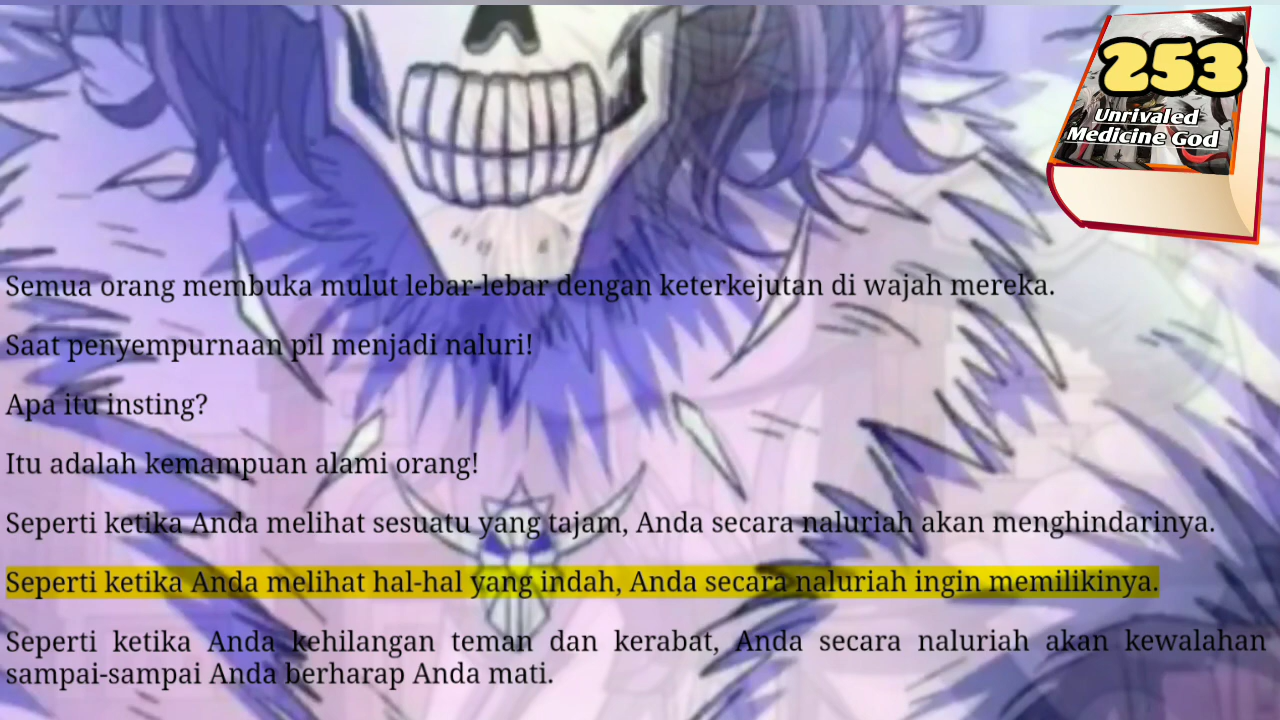 253
Unrivaled
Medicine God
Semua orang membuka mulut lebar-lebar dengan keterkejutan di wajah mereka.
Saat penyempurnaan pil menjadi naluri!
Apa itu insting?
Itu adalah kemampuan alami orang!
Seperti ketika Anda melihat sesuatu yang tajam, Anda secara naluriah akan menghindarinya.
Seperti ketika Anda melihat hal-hal yang indah, Anda secara naluriah ingin memilikinya.
Seperti ketika Anda kehilangan teman dan kerabat, Anda secara naluriah akan kewalahan
sampai-sampai Anda berharap Anda mati.